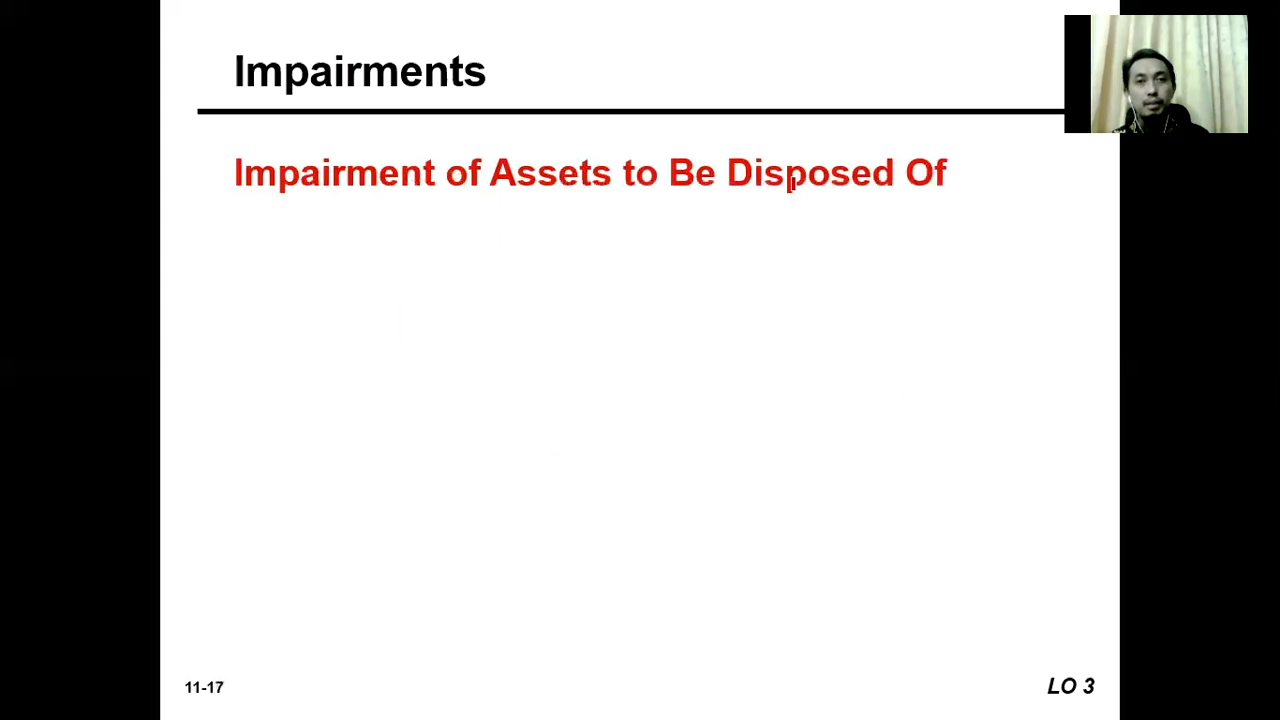 Impairments
Impairment of Assets to Be Disposed Of
11-17
LO 3